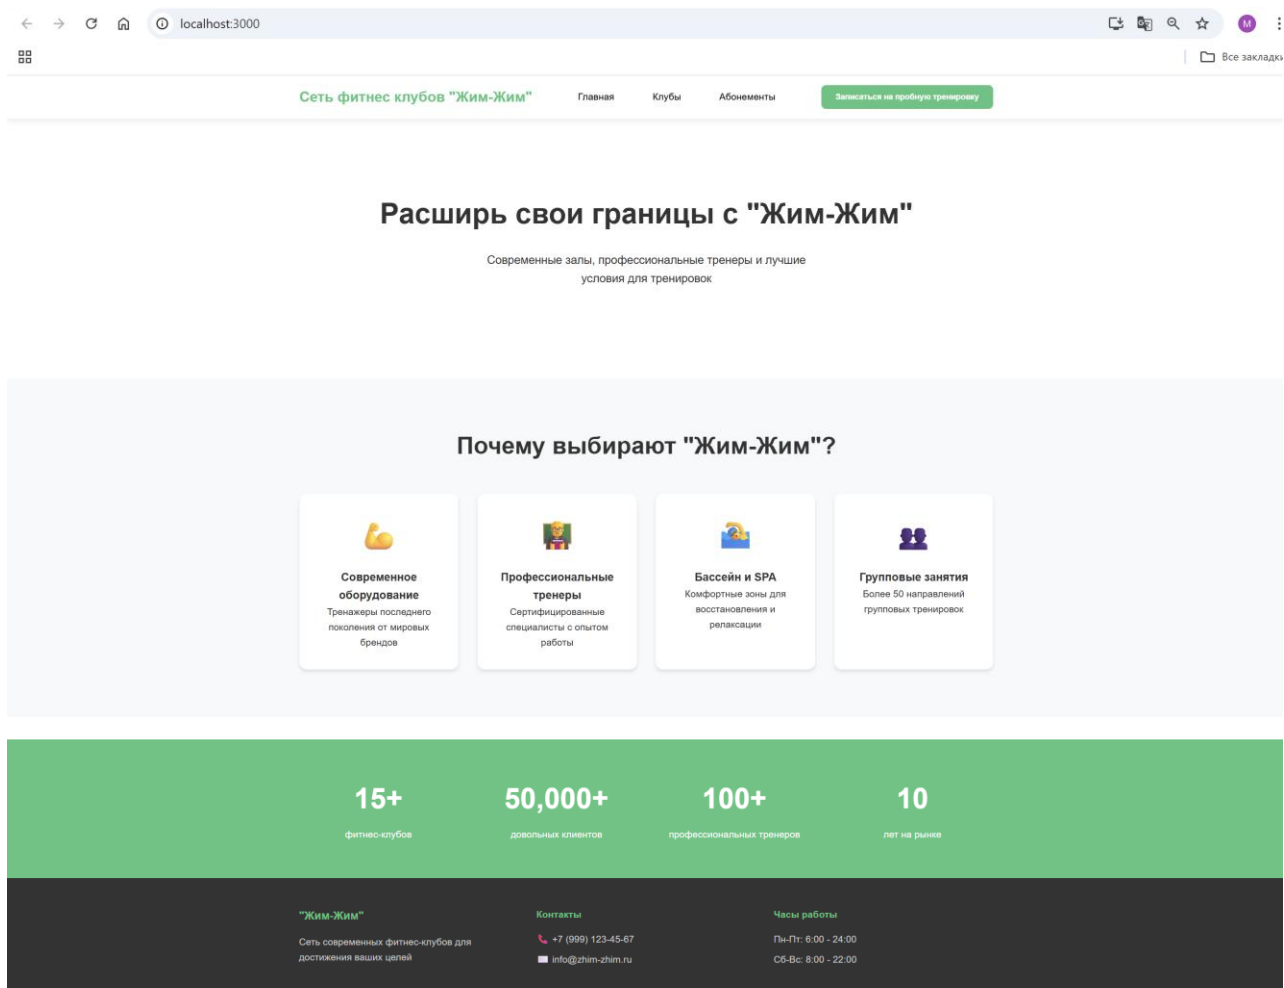 localhost:3000
M
Все закладки
Сеть фитнес клубов "Жим-Жим"
Главная
Клубы
Абонементы
Записаться на пробную тренировку
Расширь свои границы с "Жим-Жим"
Современные залы, профессиональные тренеры и лучшие
условия для тренировок
Почему выбирают "Жим-Жим"?
Современное
оборудование
Тренажеры последнего
поколения от мировых
брендов
Профессиональные
тренеры
Сертифицированные
специалисты с опытом
работы
Бассейн и SPA
Комфортные зоны для
восстановления и
релаксации
Групповые занятия
Более 50 направлений
групповых тренировок
15+
фитнес-клубов
50,000+
довольных клиентов
100+
профессиональных тренеров
10
лет на рынке
"Жим-Жим"
Сеть современных фитнес-клубов для
достижения ваших целей
Контакты
+7 (999) 123-45-67
info@zhim-zhim.ru
Часы работы
Пн-Пт: 6:00 - 24:00
Сб-Вс: 8:00 - 22:00